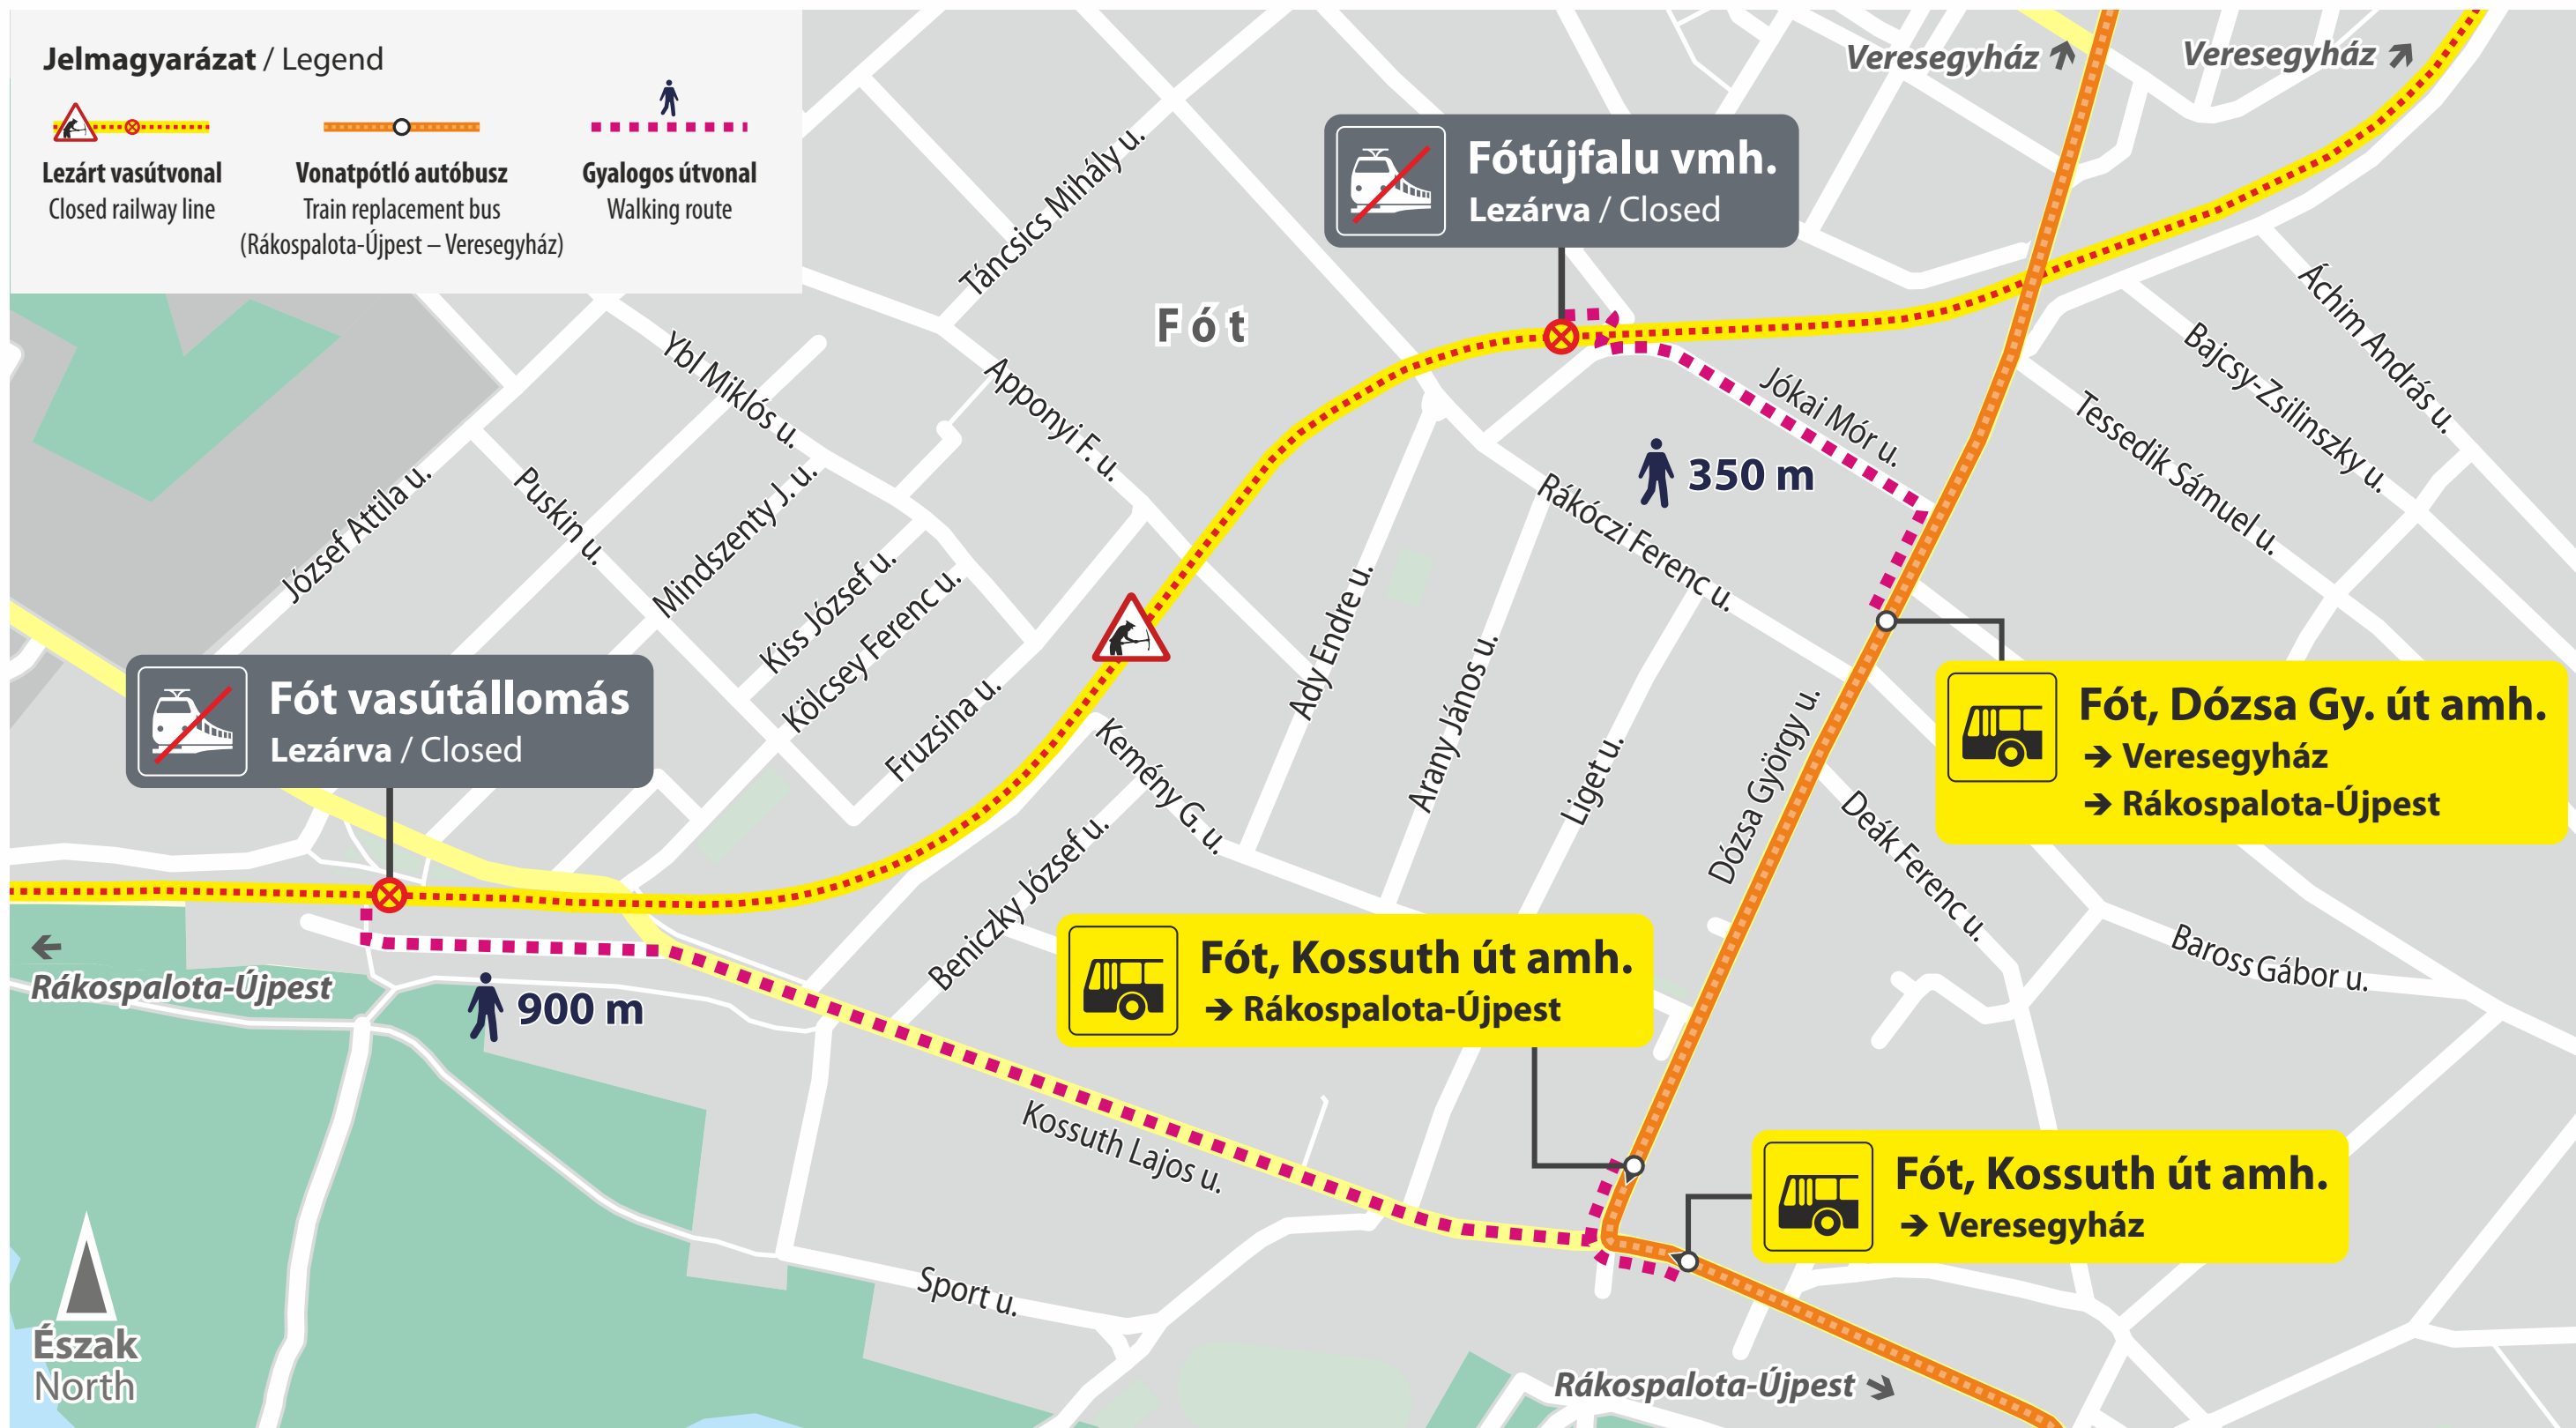 Jelmagyarázat / Legend
Lezárt vasútvonal
Closed railway line
Vonatpótló autóbusz
Train replacement bus
(Rákospalota-Újpest – Veresegyház)
Gyalogos útvonal
Walking route
Veresegyház
Veresegyház
Fótújfalu vmh.
Lezárva / Closed
Táncsics Mihály u.
Fót
Áchim András u.
Bajcsy-Zsilinszky u.
Tessedik Sámuel u.
Jókai Mór u.
350 m
Ybl Miklós u.
Apponyi F. u.
József Attila u.
Puskin u.
Mindszenty J. u.
Kiss József u.
Kölcsey Ferenc u.
Fruzsina u.
Rákóczi Ferenc u.
Ady Endre u.
Arany János u.
Liget u.
Dózsa György u.
Fót vasútállomás
Lezárva / Closed
Kemény G. u.
Beniczky József u.
Fót, Dózsa Gy. út amh.
➔ Veresegyház
➔ Rákospalota-Újpest
Deák Ferenc u.
Baross Gábor u.
Rákospalota-Újpest
900 m
Fót, Kossuth út amh.
➔ Rákospalota-Újpest
Kossuth Lajos u.
Fót, Kossuth út amh.
➔ Veresegyház
Sport u.
Észak
North
Rákospalota-Újpest